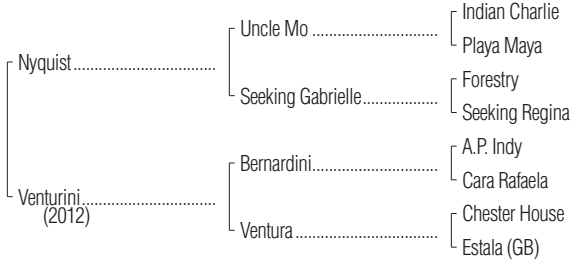 Indian Charlie
Uncle Mo
Playa Maya
Nyquist
Forestry
Seeking Gabrielle
Seeking Regina
A.P. Indy
Bernardini
Cara Rafaela
Venturini
(2012)
Chester House
Ventura
Estala (GB)